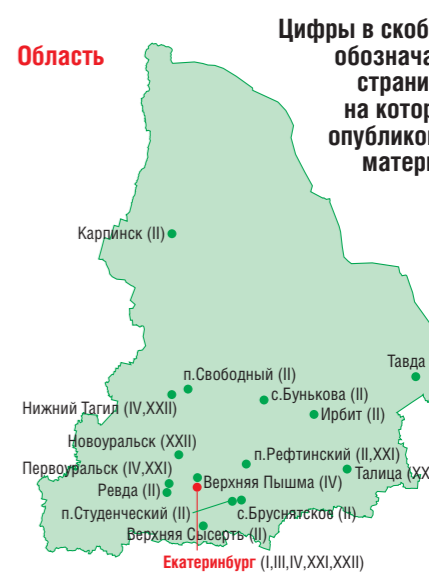 Цифры в скоб
Область
обознача
страни
на котор
опубликов
матери
Карпинск (II)
Тавда
п.Свободный (II)
с.Бунькова (II)
Нижний Тагил (IV,XXII)
Ирбит (II)
Новоуральск (XXII)
п.Рефтинский (II,XXI)
Первоуральск (IV,XXI)
Талица (XX
Верхняя Пышма (IV)
Ревда (II)
п.Студенческий (II)
с.Бруснятское (II)
Верхняя Сысерть (II)
Екатеринбург (I,III,IV,XXI,XXII)